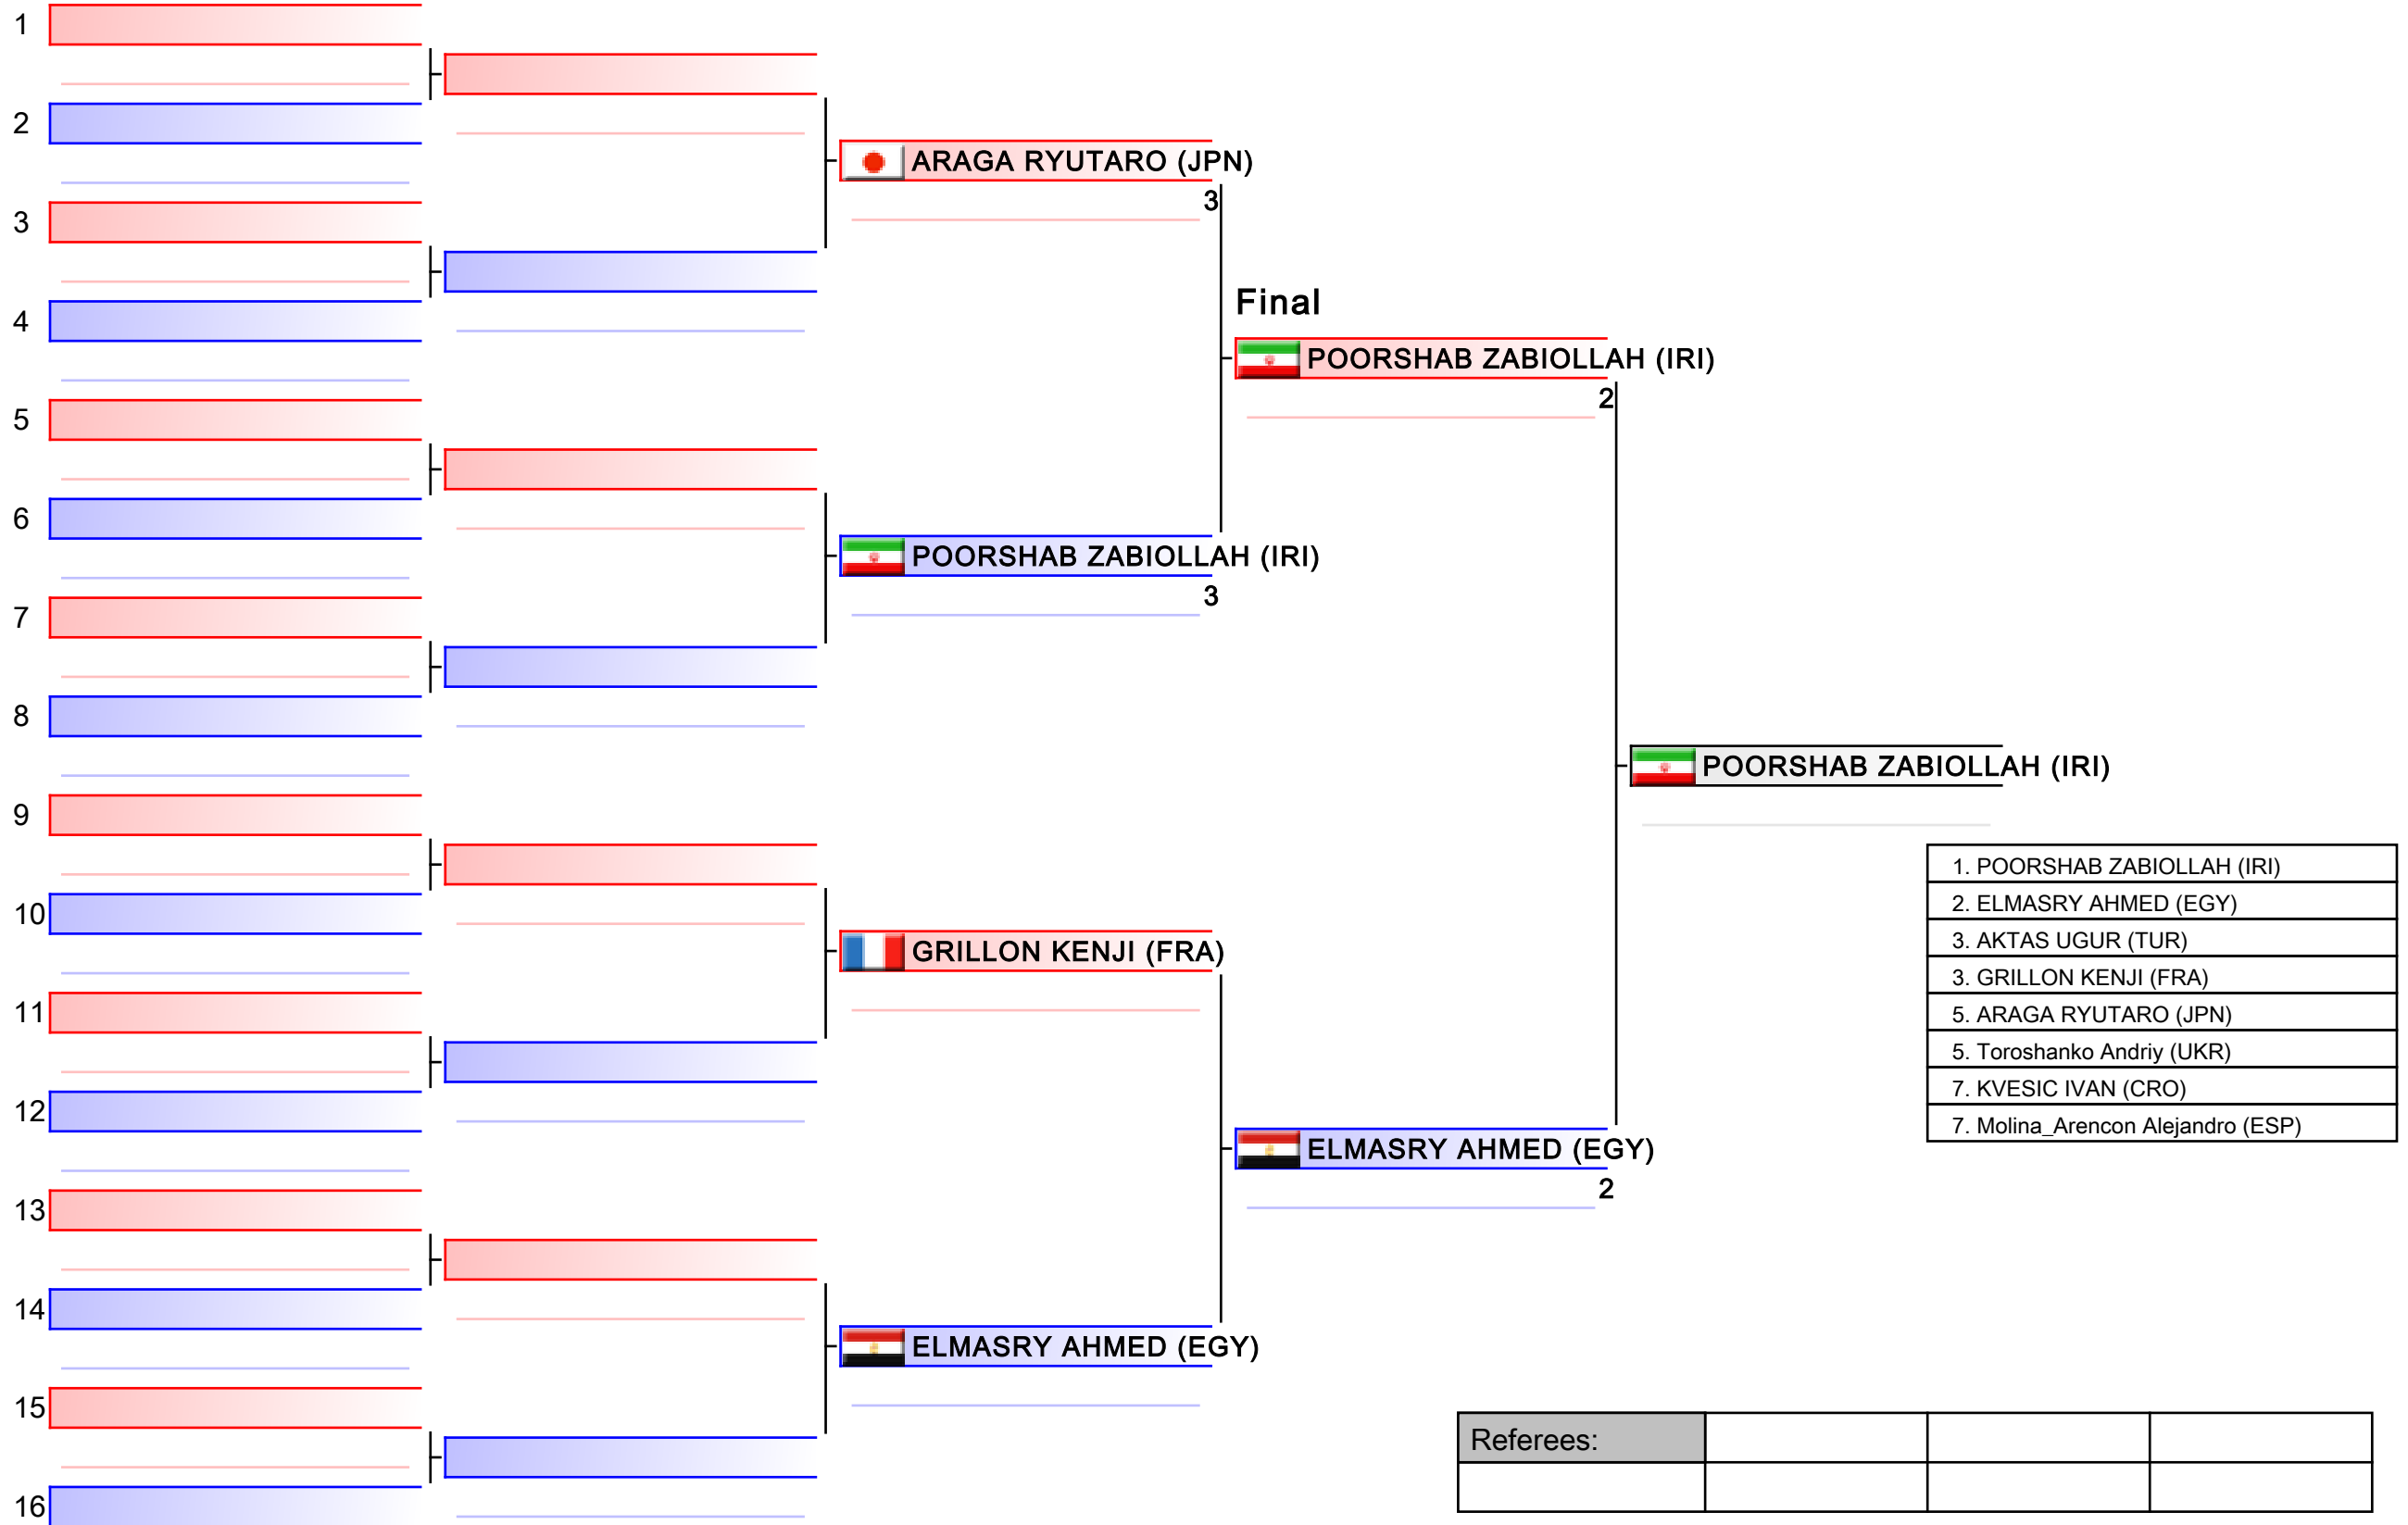 1
2
ARAGA RYUTARO (JPN)
3
3
Final
4
POORSHAB ZABIOLLAH (IRI)
2
5
6
POORSHAB ZABIOLLAH (IRI)
3
7
8
POORSHAB ZABIOLLAH (IRI)
9
1. POORSHAB ZABIOLLAH (IRI)
2. ELMASRY AHMED (EGY)
3. AKTAS UGUR (TUR)
3. GRILLON KENJI (FRA)
5. ARAGA RYUTARO (JPN)
5. Toroshanko Andriy (UKR)
7. KVESIC IVAN (CRO)
7. Molina_Arencon Alejandro (ESP)
10
GRILLON KENJI (FRA)
11
12
ELMASRY AHMED (EGY)
2
13
14
ELMASRY AHMED (EGY)
15
Referees:
16